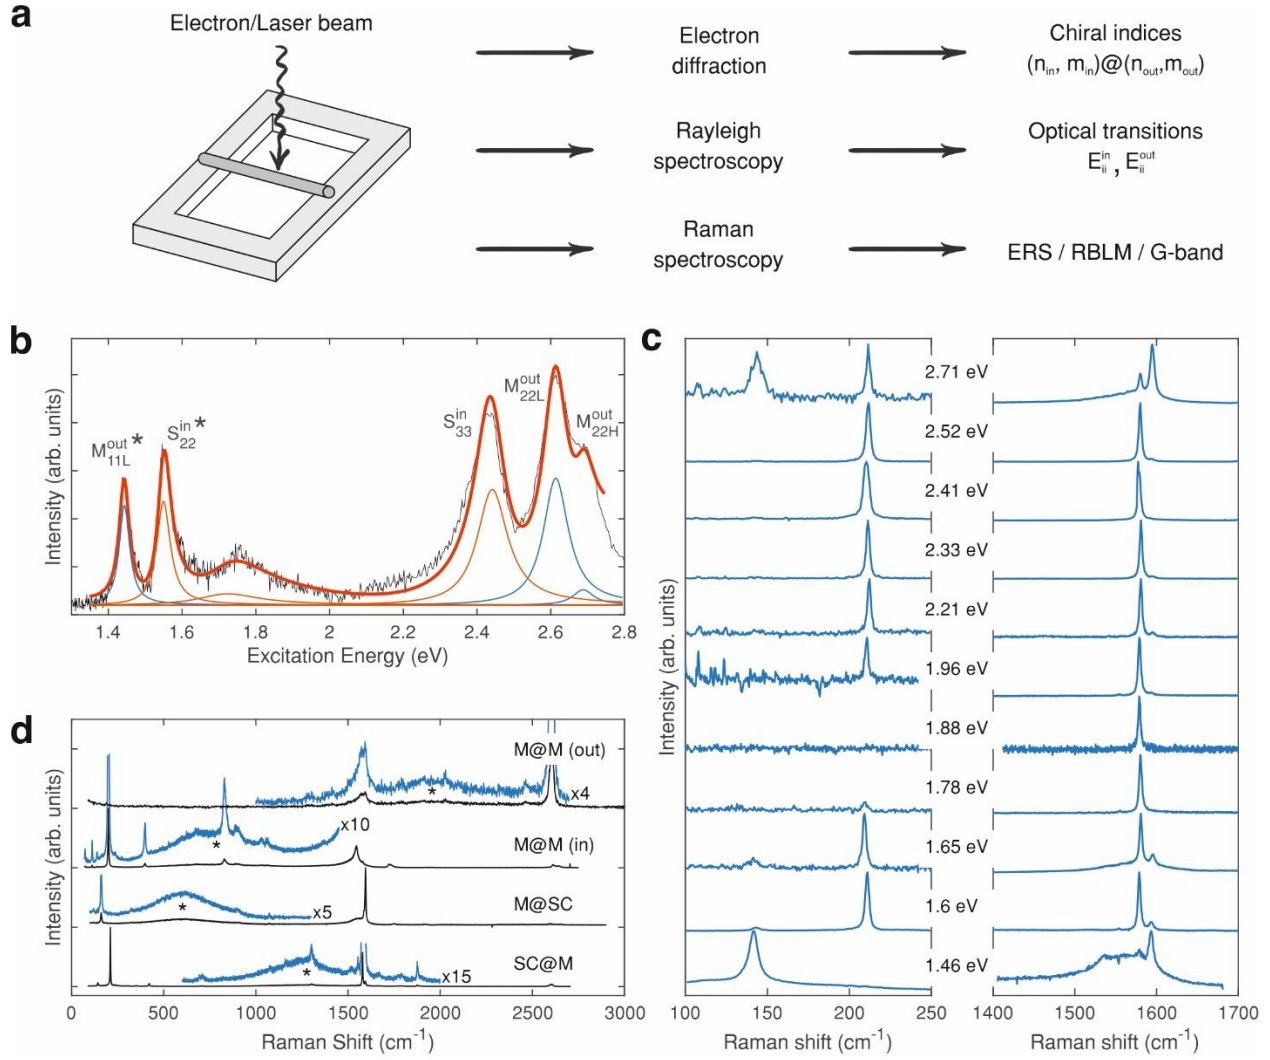 a
Electron/Laser beam
Electron
diffraction
Chiral indices
(n_in, m_in)@(n_out,m_out)
Rayleigh
spectroscopy
Optical transitions
E_ii^in , E_ii^out
Raman
spectroscopy
ERS / RBLM / G-band
b
M_11L^out *
S_22^in *
S_33^in
M_22L^out
M_22H^out
Intensity (arb. units)
1.4 1.6 1.8 2 2.2 2.4 2.6 2.8
Excitation Energy (eV)
c
2.71 eV
2.52 eV
2.41 eV
2.33 eV
2.21 eV
1.96 eV
1.88 eV
1.78 eV
1.65 eV
1.6 eV
1.46 eV
Intensity (arb. units)
100 150 200 250
Raman shift (cm⁻¹)
1400 1500 1600 1700
Raman shift (cm⁻¹)
d
M@M (out)
*
x4
x10
*
M@M (in)
M@SC
*
x5
SC@M
*
x15
Intensity (arb. units)
0 500 1000 1500 2000 2500 3000
Raman Shift (cm⁻¹)